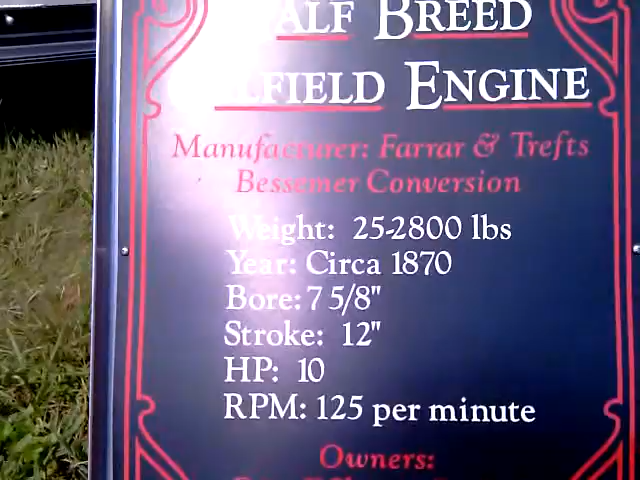 ALF BREED
LFIELD ENGINE
Manufacturer: Farrar & Trefts
Bessemer Conversion
Weight: 25-2800 lbs
Year: Circa 1870
Bore: 7 5/8"
Stroke: 12"
HP: 10
RPM: 125 per minute
Owners: